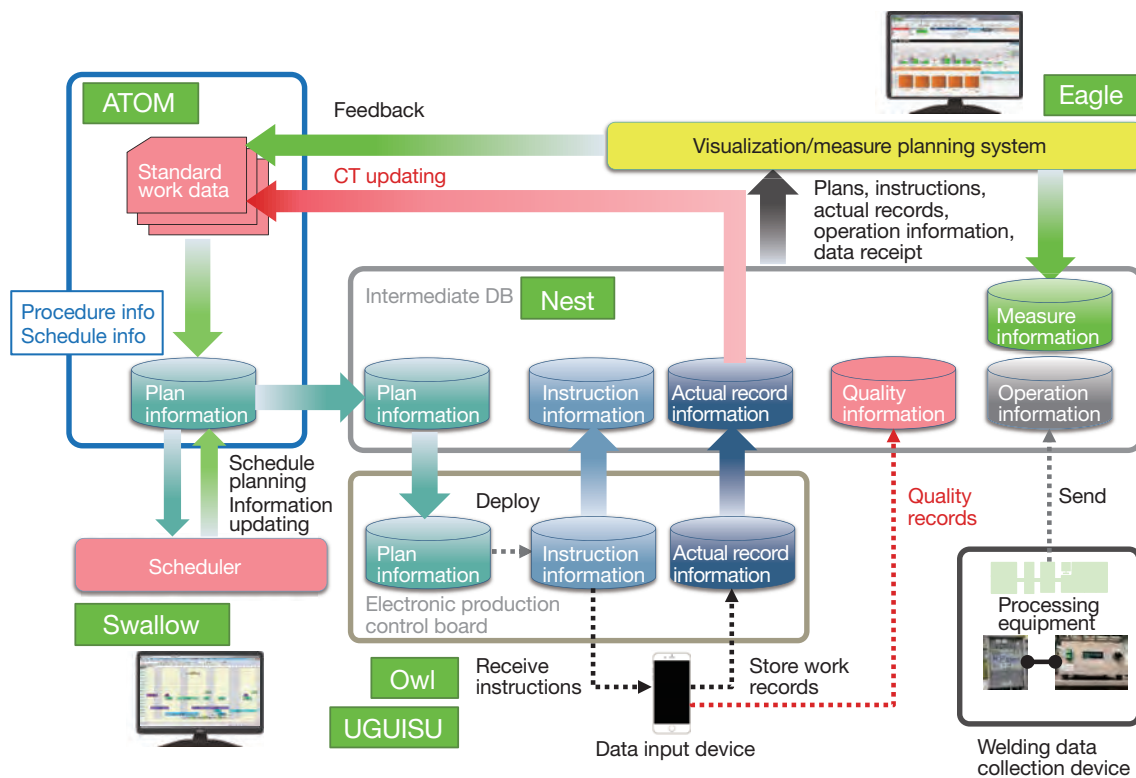 ATOM
Feedback
Eagle
Visualization/measure planning system
Standard
work data
CT updating
Plans, instructions,
actual records,
operation information,
data receipt
Intermediate DB
Nest
Procedure info
Schedule info
Measure
information
Plan
information
Plan
information
Instruction
information
Actual record
information
Quality
information
Operation
information
Schedule
planning
Information
updating
Deploy
Quality
records
Send
Scheduler
Plan
information
Instruction
information
Actual record
information
Electronic production
control board
Processing
equipment
Swallow
Owl
UGUISU
Receive
instructions
Store work
records
Data input device
Welding data
collection device